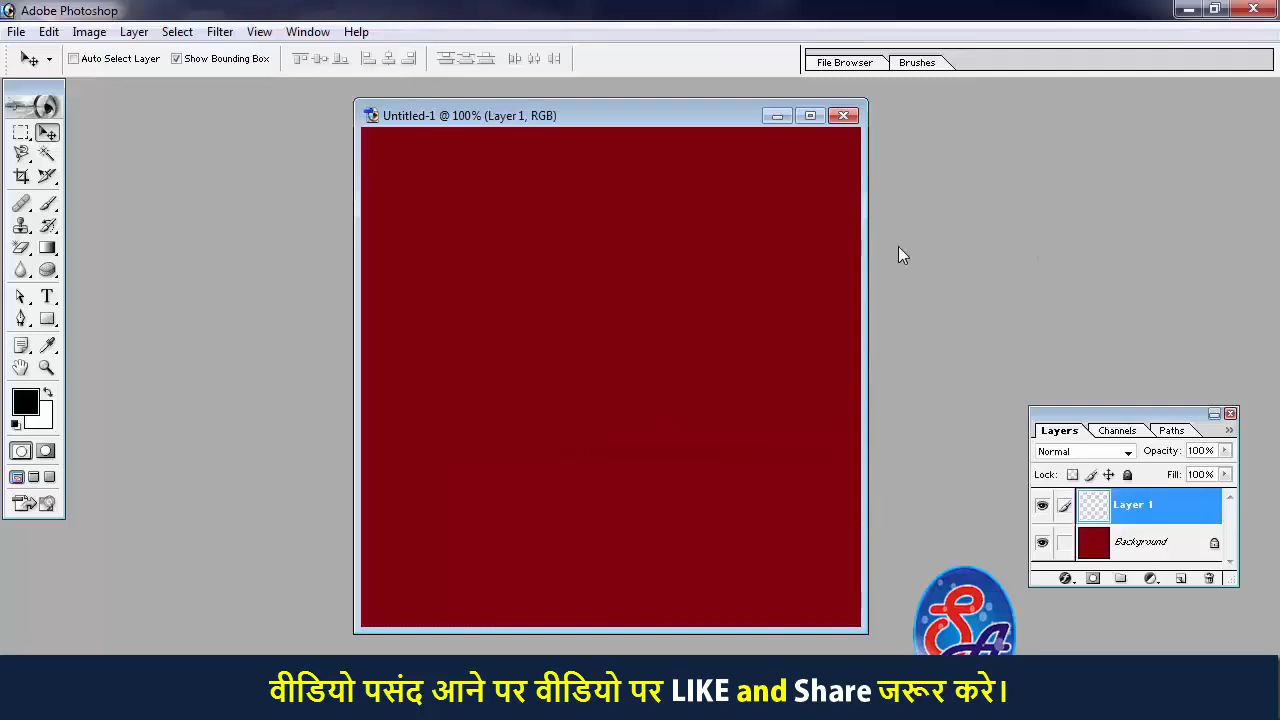 Adobe Photoshop
File Edit Image Layer Select Filter View Window Help
Auto Select Layer Show Bounding Box File Browser Brushes
Untitled-1 @ 100% (Layer 1, RGB)
T
Layers Channels Paths
Normal Opacity: 100%
Lock: Fill: 100%
Layer 1
Background
SA
वीडियो पसंद आने पर वीडियो पर LIKE and Share जरूर करे।